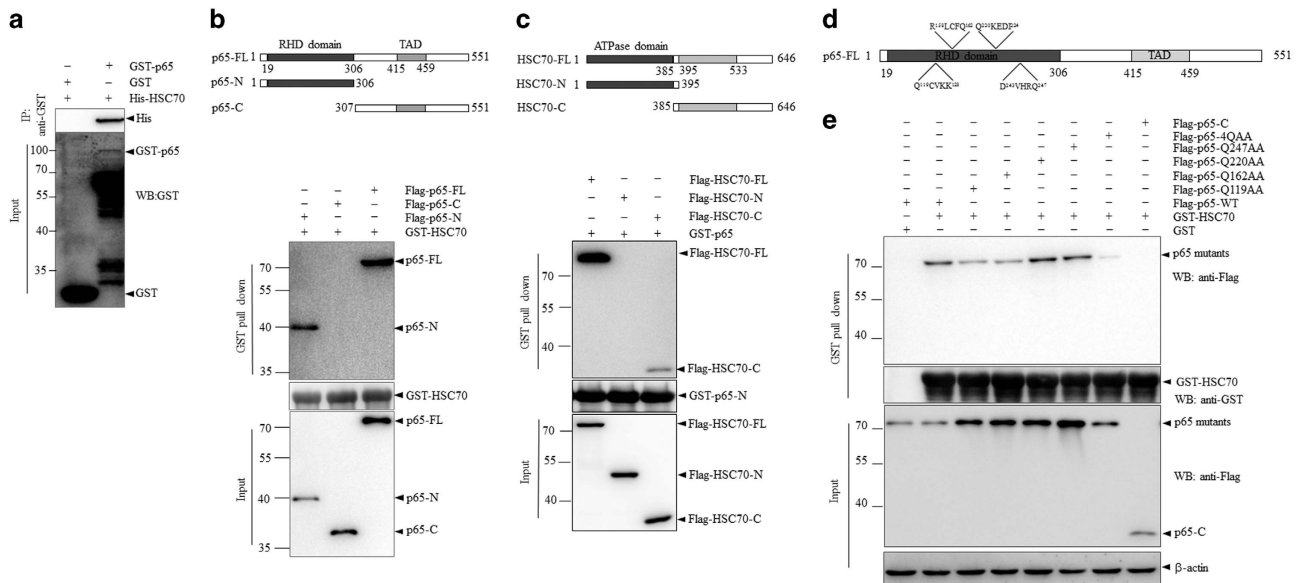 a
− + GST-p65
+ − GST
+ + His-HSC70
IP: anti-GST
His
GST-p65
100
70
55
40
35
WB:GST
Input
GST
b
RHD domain TAD
p65-FL 1 551
19 306 415 459
p65-N 1 306
p65-C 307 551
− − + Flag-p65-FL
− + − Flag-p65-C
+ − − Flag-p65-N
+ + + GST-HSC70
GST pull down
70
55
40
35
p65-FL
p65-N
GST-HSC70
Input
70
55
40
35
p65-FL
p65-N
p65-C
c
ATPase domain
HSC70-FL 1 646
385 395 533
HSC70-N 1 395
HSC70-C 385 646
+ − − Flag-HSC70-FL
− + − Flag-HSC70-N
− − + Flag-HSC70-C
+ + + GST-p65
GST pull down
70
55
40
Flag-HSC70-FL
Flag-HSC70-C
GST-p65-N
Input
70
55
40
Flag-HSC70-FL
Flag-HSC70-N
Flag-HSC70-C
d
p65-FL 1 RHD domain TAD 551
19 306 415 459
e
− − − − − − − + Flag-p65-C
− − − − − − + − Flag-p65-4QAA
− − − − − + − − Flag-p65-Q247AA
− − − − + − − − Flag-p65-Q220AA
− − − + − − − − Flag-p65-Q162AA
− − + − − − − − Flag-p65-Q119AA
+ + − − − − − − Flag-p65-WT
− + + + + + + + GST-HSC70
+ − − − − − − − GST
GST pull down
70
55
40
p65 mutants
WB: anti-Flag
GST-HSC70
WB: anti-GST
Input
70
55
40
p65 mutants
WB: anti-Flag
p65-C
β-actin